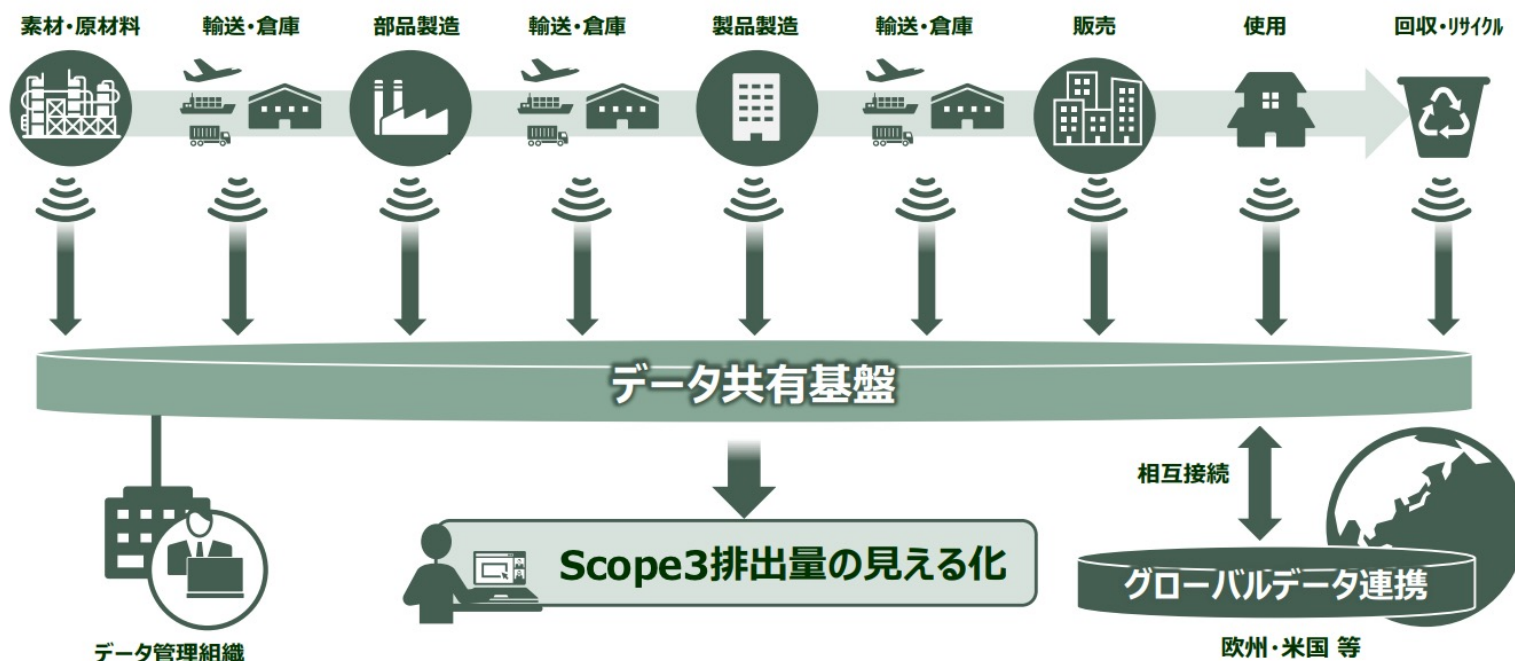 素材・原材料
輸送・倉庫
部品製造
輸送・倉庫
製品製造
輸送・倉庫
販売
使用
回収・リサイクル
データ共有基盤
相互接続
Scope3排出量の見える化
グローバルデータ連携
データ管理組織
欧州・米国 等